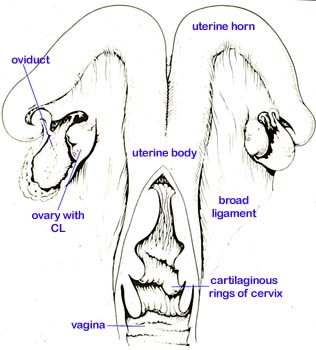 uterine horn
oviduct
uterine body
ovary with
CL
broad
ligament
cartilaginous
rings of cervix
vagina